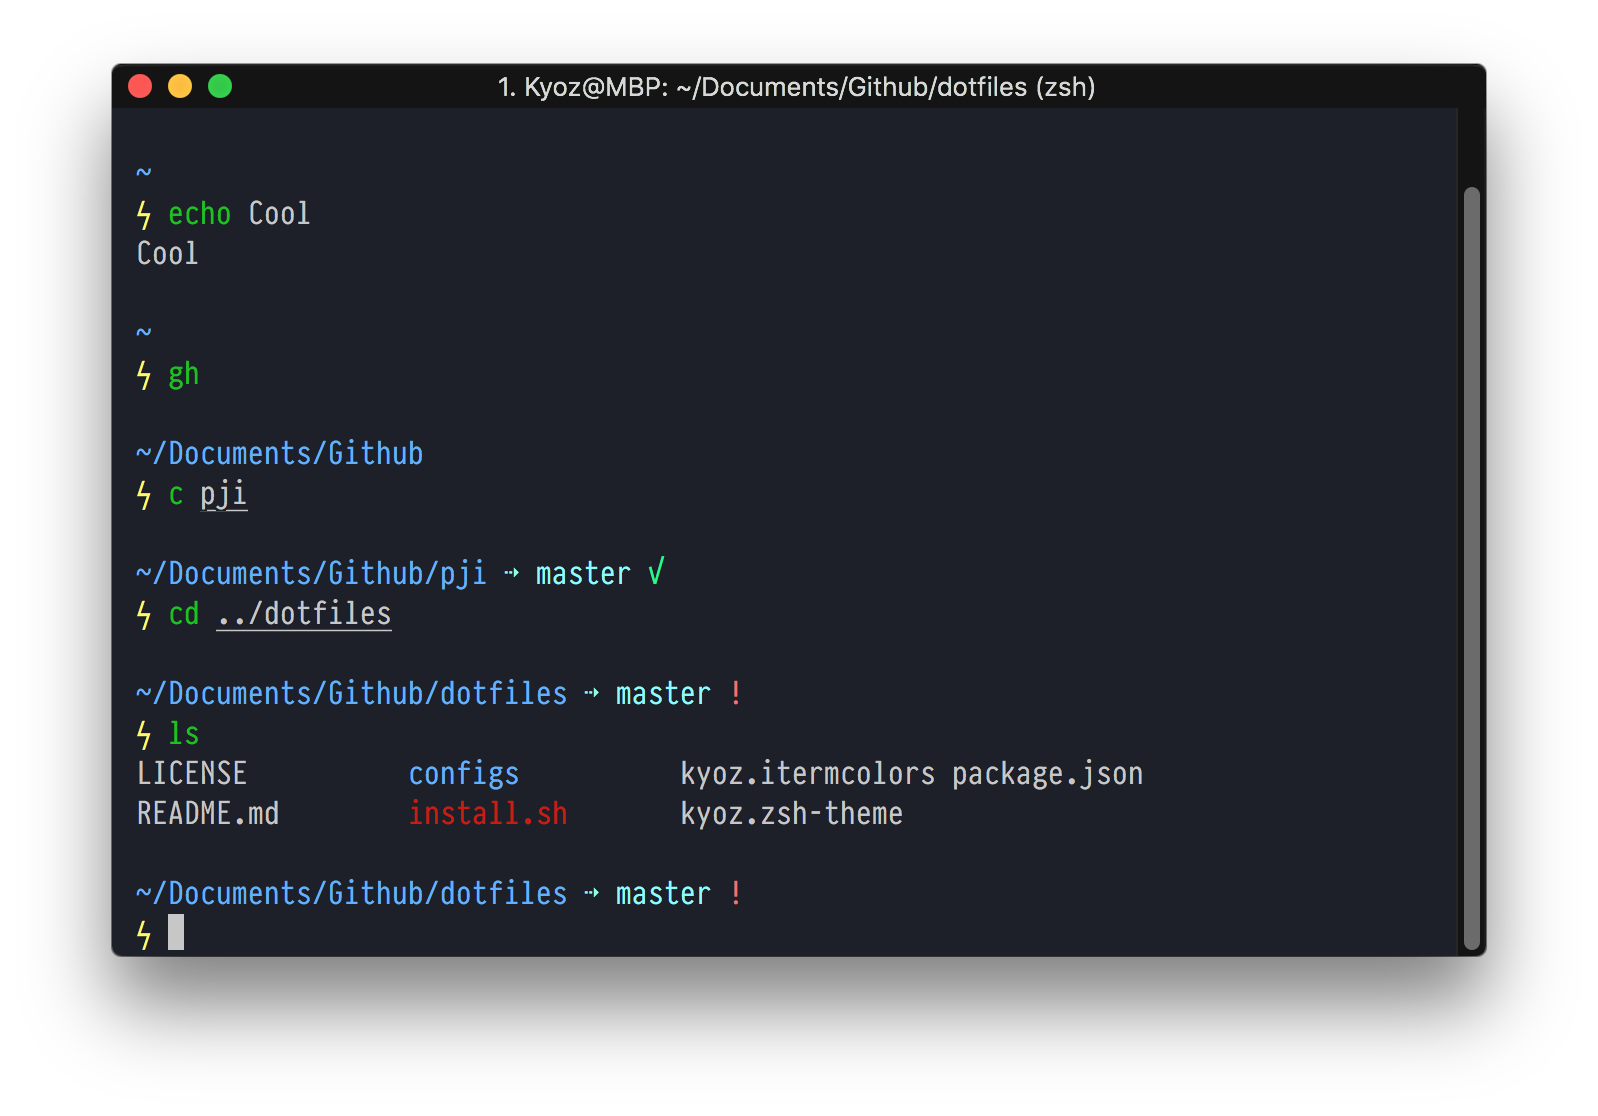 1. Kyoz@MBP: ~/Documents/Github/dotfiles (zsh)
~
ϟ echo Cool
Cool
~
ϟ gh
~/Documents/Github
ϟ c pji
~/Documents/Github/pji ⇢ master √
ϟ cd ../dotfiles
~/Documents/Github/dotfiles ⇢ master !
ϟ ls
LICENSE configs kyoz.itermcolors package.json
README.md install.sh kyoz.zsh-theme
~/Documents/Github/dotfiles ⇢ master !
ϟ